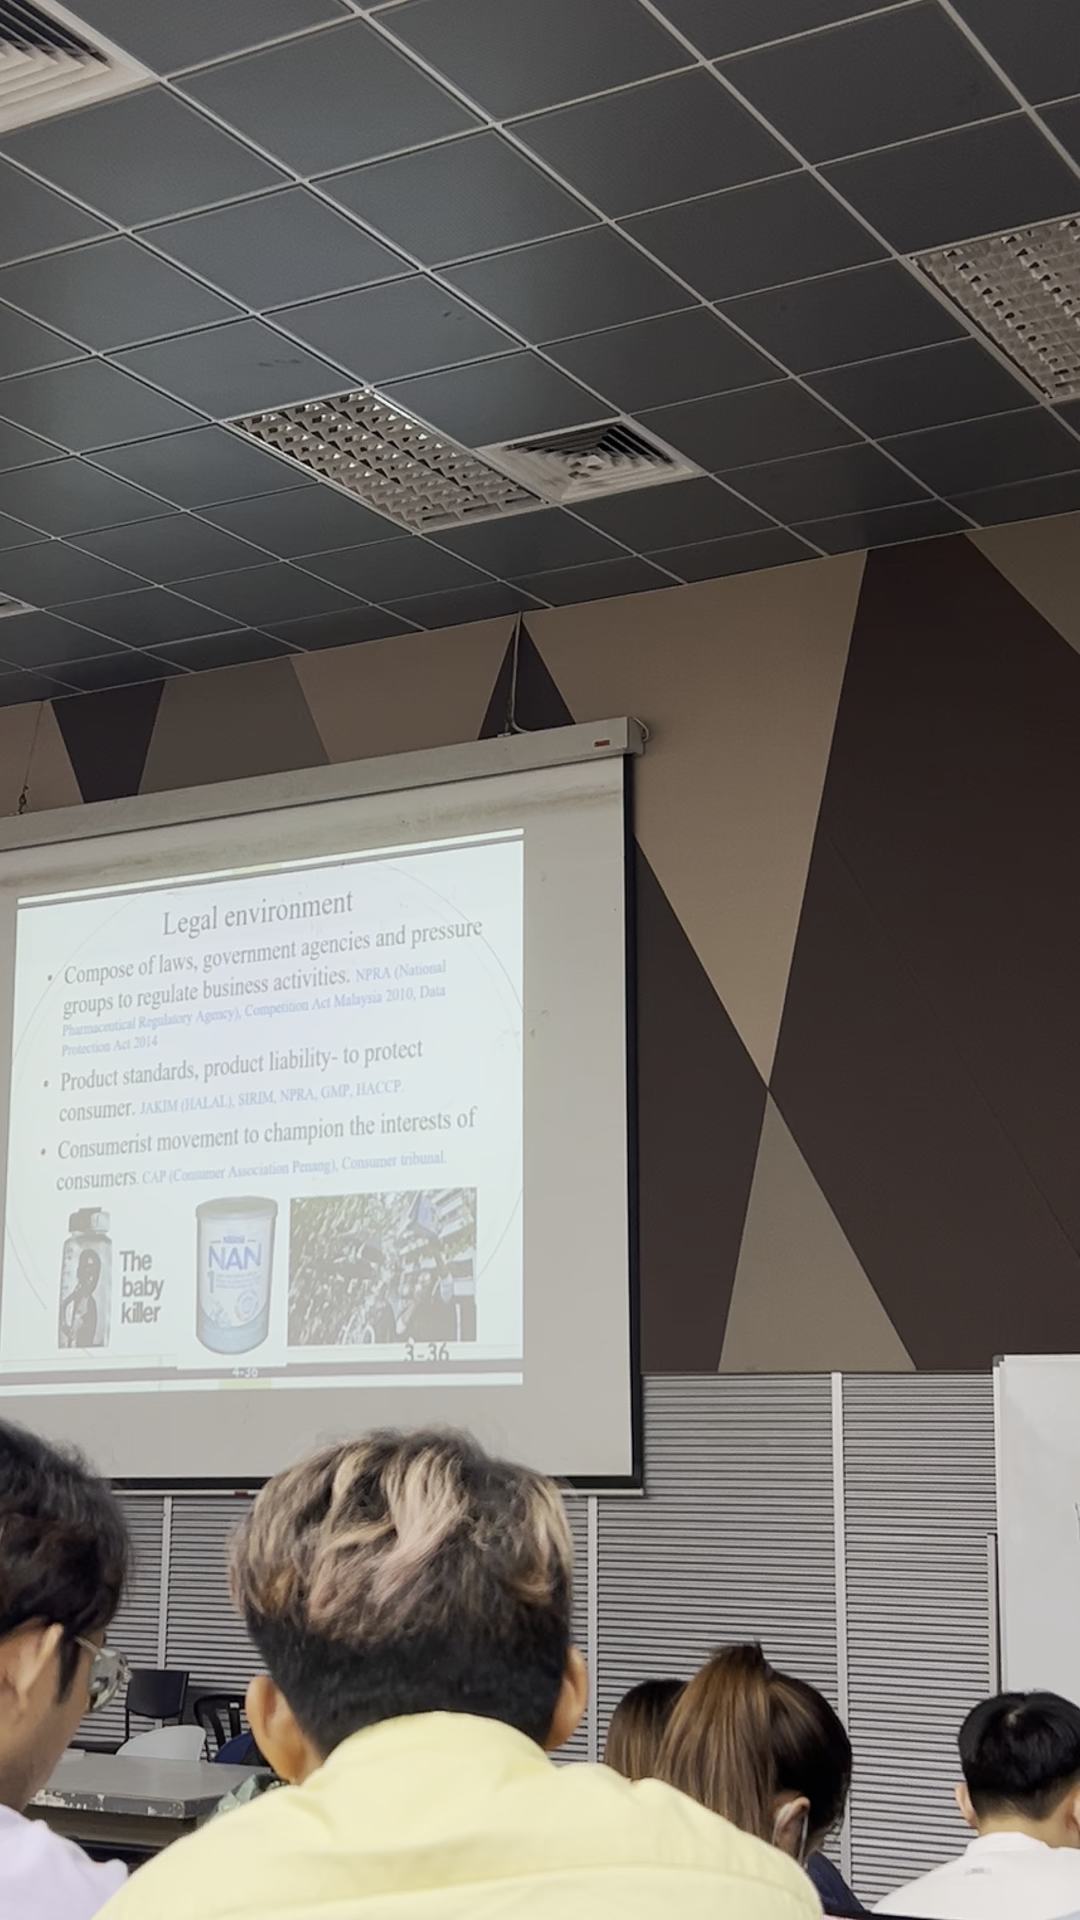 Legal environment
• Compose of laws, government agencies and pressure
groups to regulate business activities. NPRA (National
Pharmaceutical Regulatory Agency), Competition Act Malaysia 2010, Data
Protection Act 2014
• Product standards, product liability- to protect
consumer. JAKIM (HALAL), SIRIM, NPRA, GMP, HACCP.
• Consumerist movement to champion the interests of
consumers. CAP (Consumer Association Penang), Consumer tribunal.
The
baby
killer
Nestlé
NAN
1
3-36
4-36